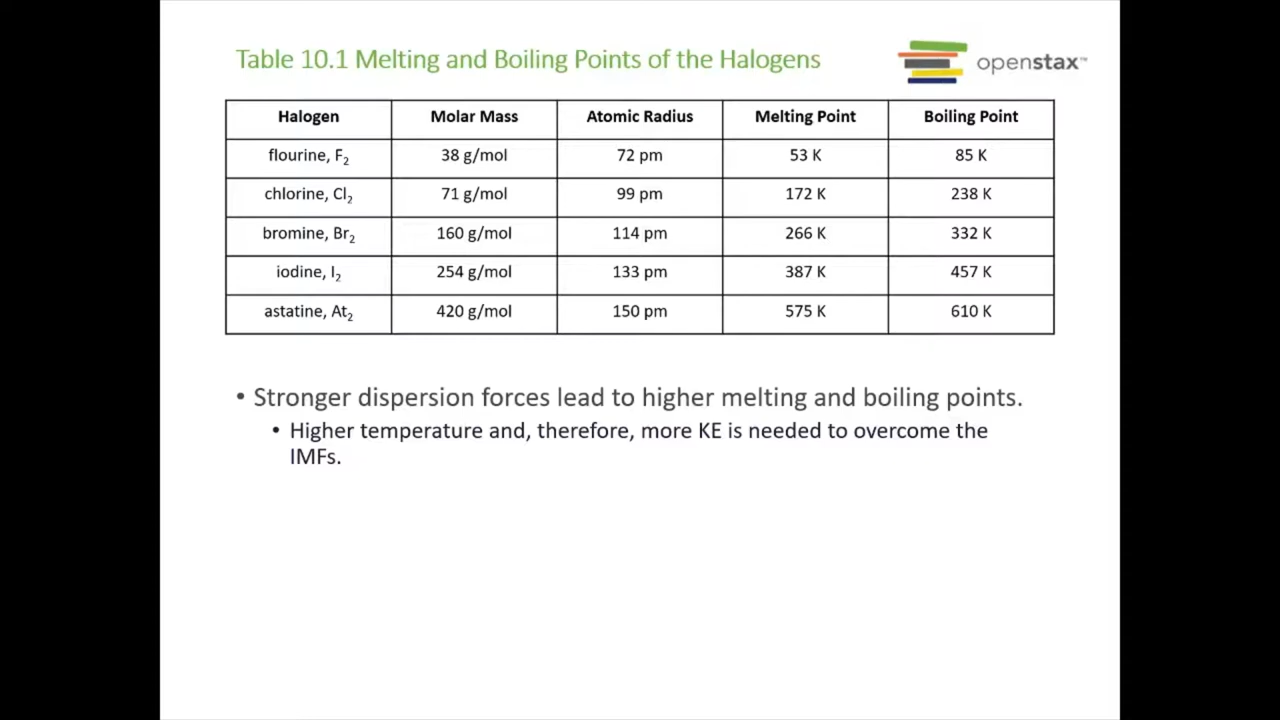 Table 10.1 Melting and Boiling Points of the Halogens
openstax™
Halogen Molar Mass Atomic Radius Melting Point Boiling Point
flourine, F₂ 38 g/mol 72 pm 53 K 85 K
chlorine, Cl₂ 71 g/mol 99 pm 172 K 238 K
bromine, Br₂ 160 g/mol 114 pm 266 K 332 K
iodine, I₂ 254 g/mol 133 pm 387 K 457 K
astatine, At₂ 420 g/mol 150 pm 575 K 610 K
• Stronger dispersion forces lead to higher melting and boiling points.
• Higher temperature and, therefore, more KE is needed to overcome the
IMFs.